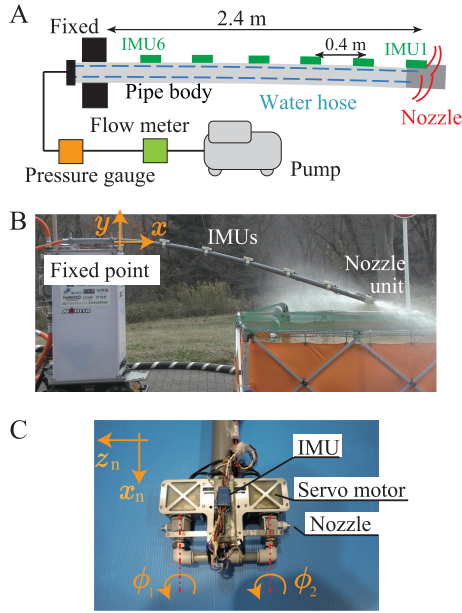 A
2.4 m
Fixed
IMU6
0.4 m
IMU1
Pipe body
Water hose
Nozzle
Flow meter
Pressure gauge
Pump
B
y
x
IMUs
Fixed point
Nozzle
unit
MORITA
C
zn
xn
IMU
Servo motor
Nozzle
ϕ1
ϕ2